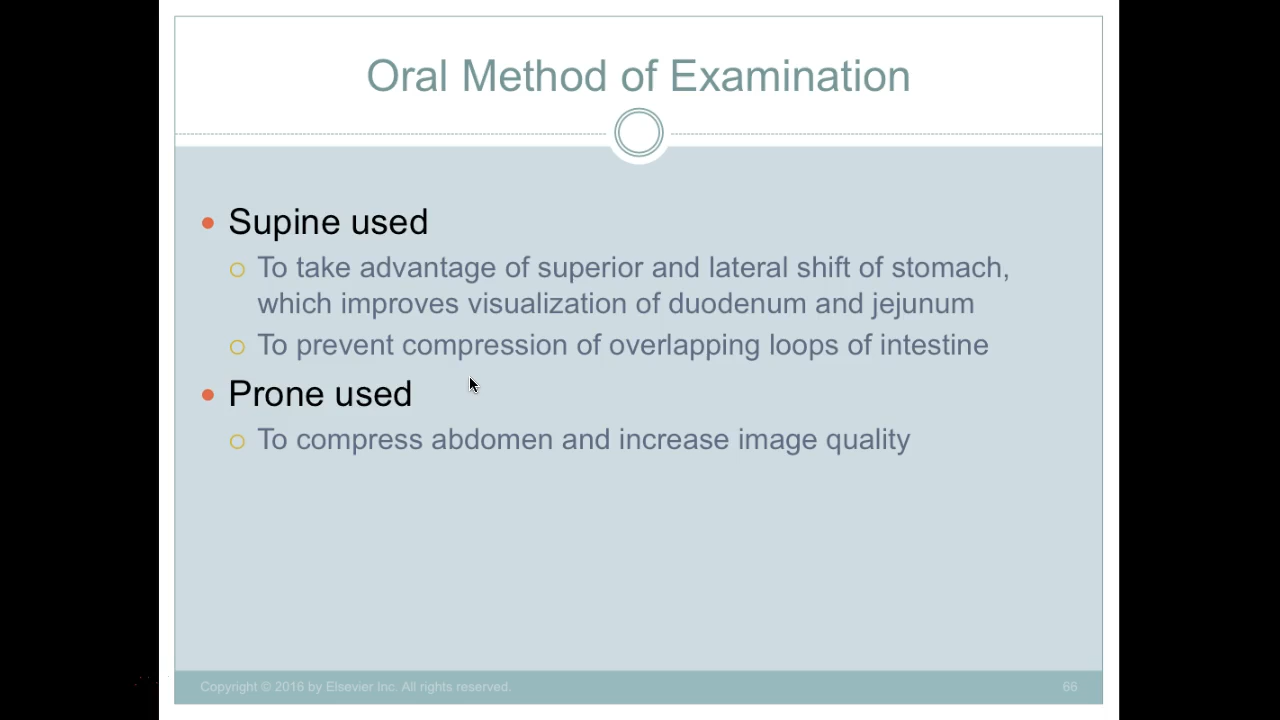 Oral Method of Examination
Supine used
To take advantage of superior and lateral shift of stomach,
which improves visualization of duodenum and jejunum
To prevent compression of overlapping loops of intestine
Prone used
To compress abdomen and increase image quality
Copyright © 2016 by Elsevier Inc. All rights reserved.
66